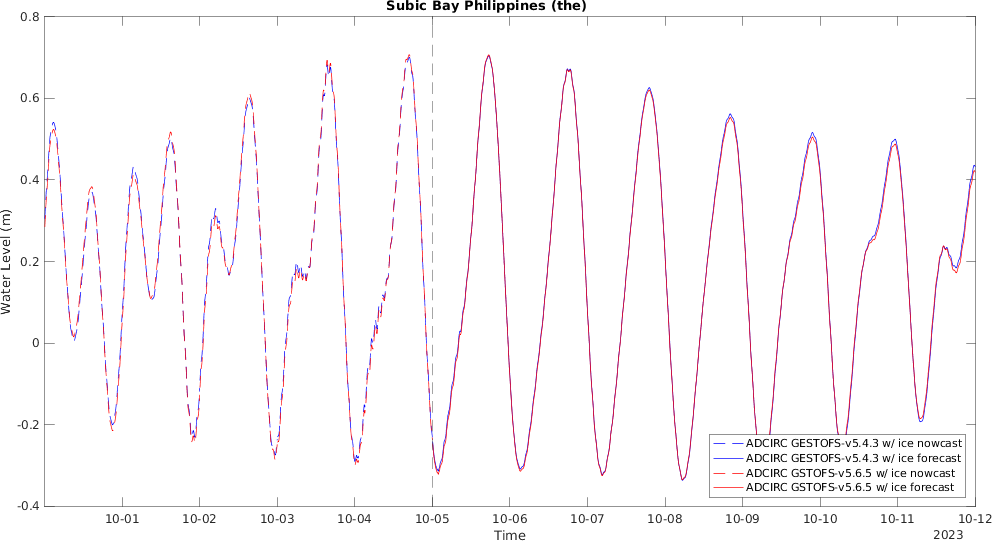 Subic Bay Philippines (the)
0.8
0.6
0.4
0.2
0
-0.2
-0.4
Water Level (m)
ADCIRC GESTOFS-v5.4.3 w/ ice nowcast
ADCIRC GESTOFS-v5.4.3 w/ ice forecast
ADCIRC GSTOFS-v5.6.5 w/ ice nowcast
ADCIRC GSTOFS-v5.6.5 w/ ice forecast
10-01 10-02 10-03 10-04 10-05 10-06 10-07 10-08 10-09 10-10 10-11 10-12
Time
2023